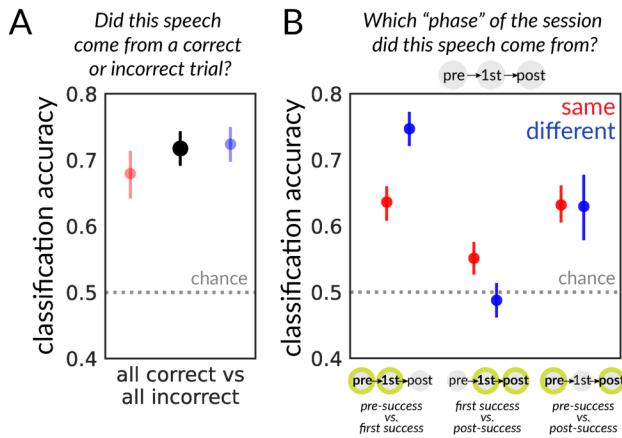 A
Did this speech
come from a correct
or incorrect trial?
classification accuracy
0.8
0.7
0.6
0.5
0.4
chance
all correct vs
all incorrect
B
Which “phase” of the session
did this speech come from?
pre→1st→post
classification accuracy
0.8
0.7
0.6
0.5
0.4
same
different
chance
pre→1st→post
pre-success
vs.
first success
pre→1st→post
first success
vs.
post-success
pre→1st→post
pre-success
vs.
post-success